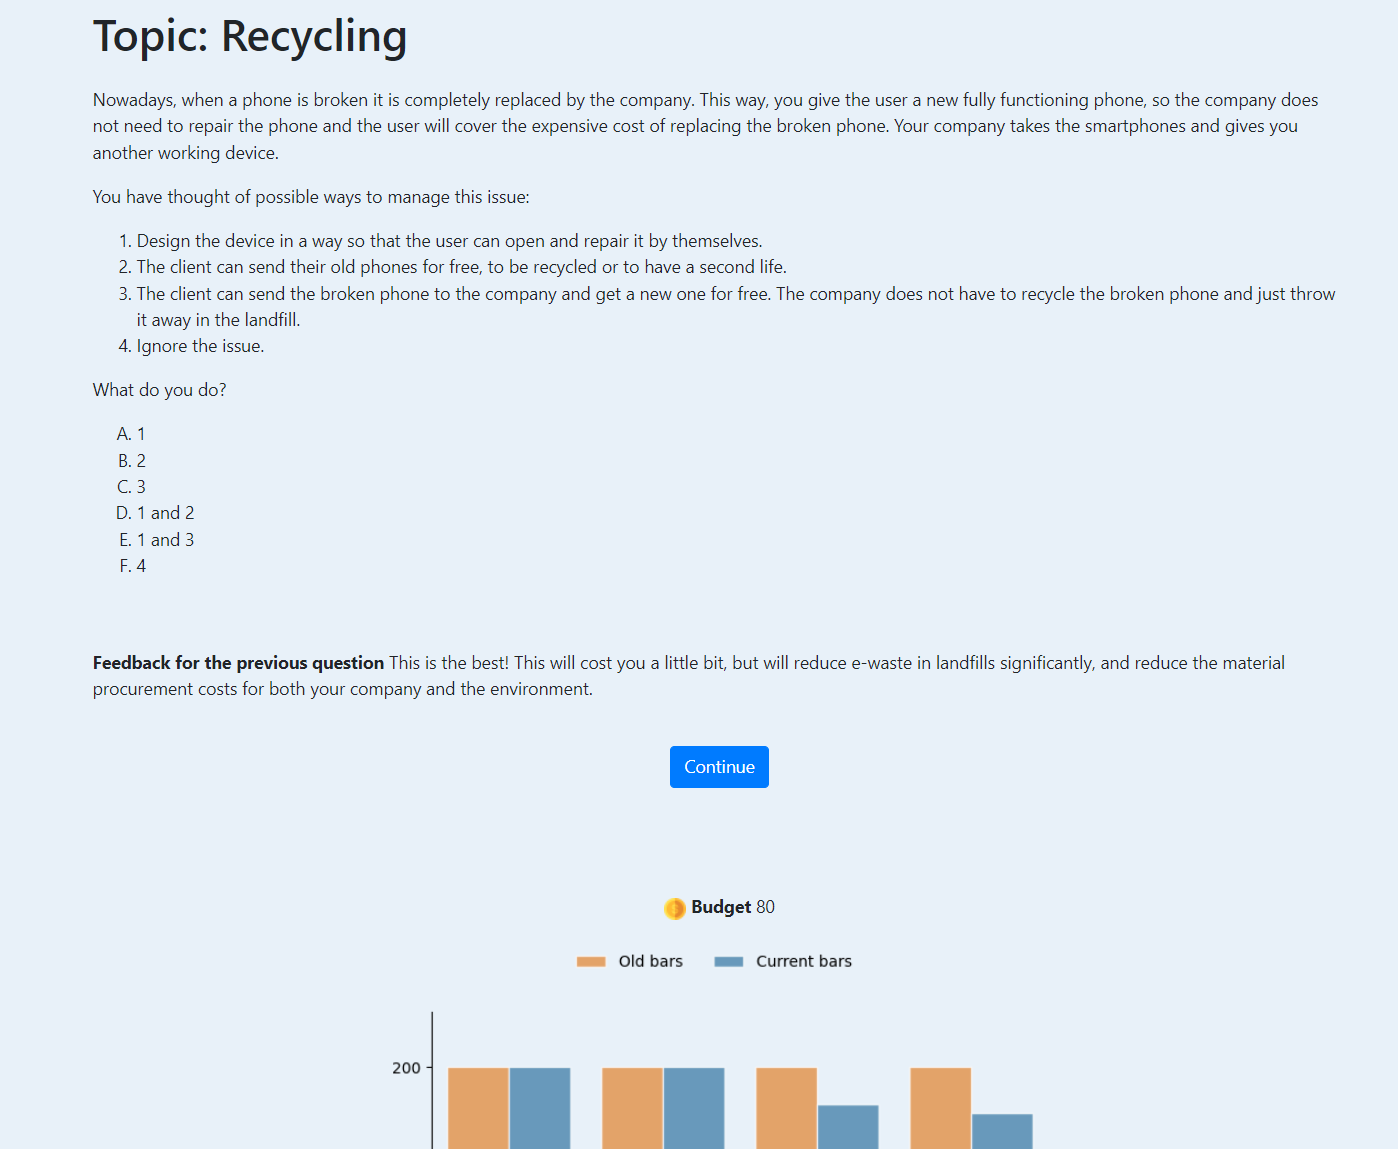 Topic: Recycling
Nowadays, when a phone is broken it is completely replaced by the company. This way, you give the user a new fully functioning phone, so the company does
not need to repair the phone and the user will cover the expensive cost of replacing the broken phone. Your company takes the smartphones and gives you
another working device.
You have thought of possible ways to manage this issue:
1. Design the device in a way so that the user can open and repair it by themselves.
2. The client can send their old phones for free, to be recycled or to have a second life.
3. The client can send the broken phone to the company and get a new one for free. The company does not have to recycle the broken phone and just throw
it away in the landfill.
4. Ignore the issue.
What do you do?
A. 1
B. 2
C. 3
D. 1 and 2
E. 1 and 3
F. 4
Feedback for the previous question This is the best! This will cost you a little bit, but will reduce e-waste in landfills significantly, and reduce the material
procurement costs for both your company and the environment.
Continue
Budget 80
Old bars Current bars
200